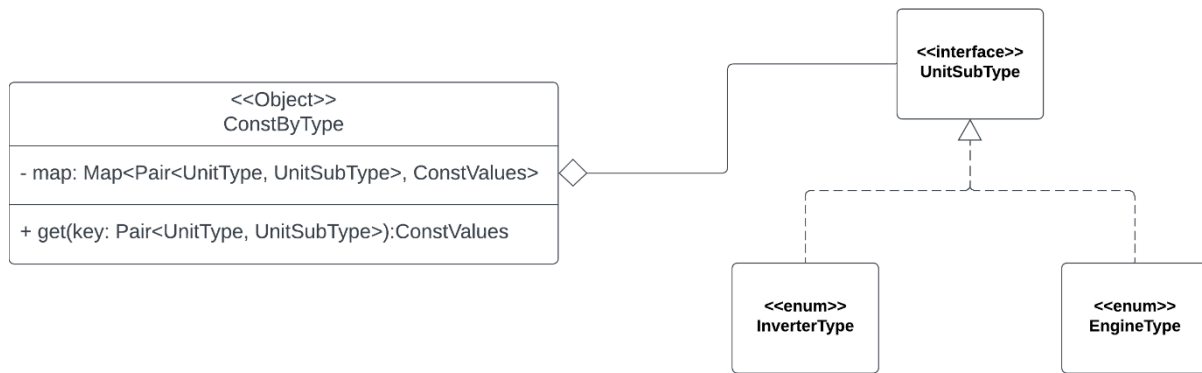 <<Object>>
ConstByType
- map: Map<Pair<UnitType, UnitSubType>, ConstValues>
+ get(key: Pair<UnitType, UnitSubType>):ConstValues
<<interface>>
UnitSubType
<<enum>>
InverterType
<<enum>>
EngineType